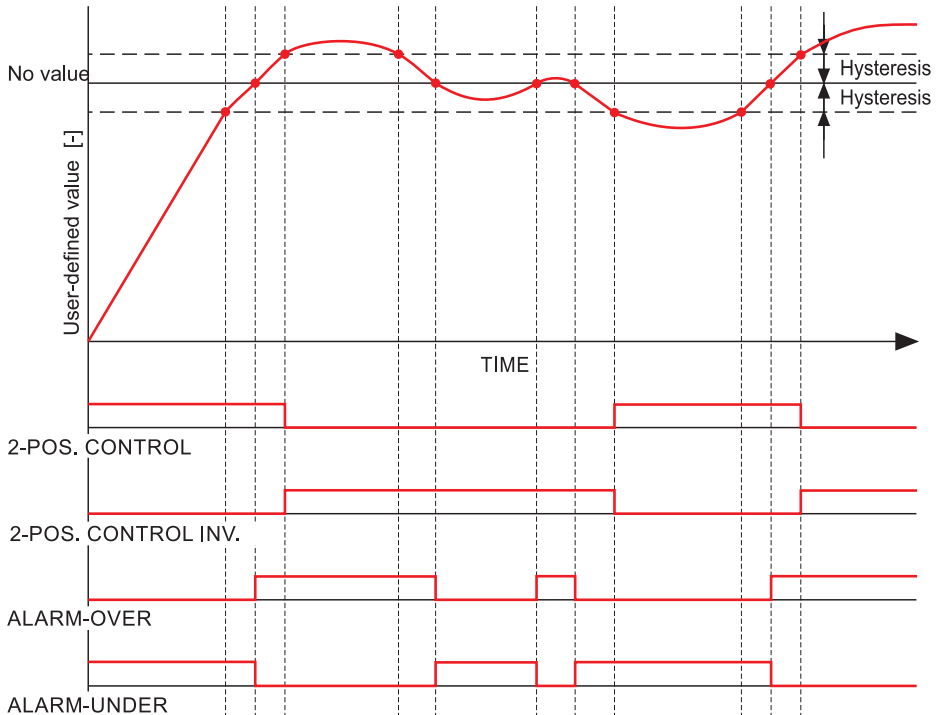 No value
User-defined value [-]
Hysteresis
Hysteresis
TIME
2-POS. CONTROL
2-POS. CONTROL INV.
ALARM-OVER
ALARM-UNDER